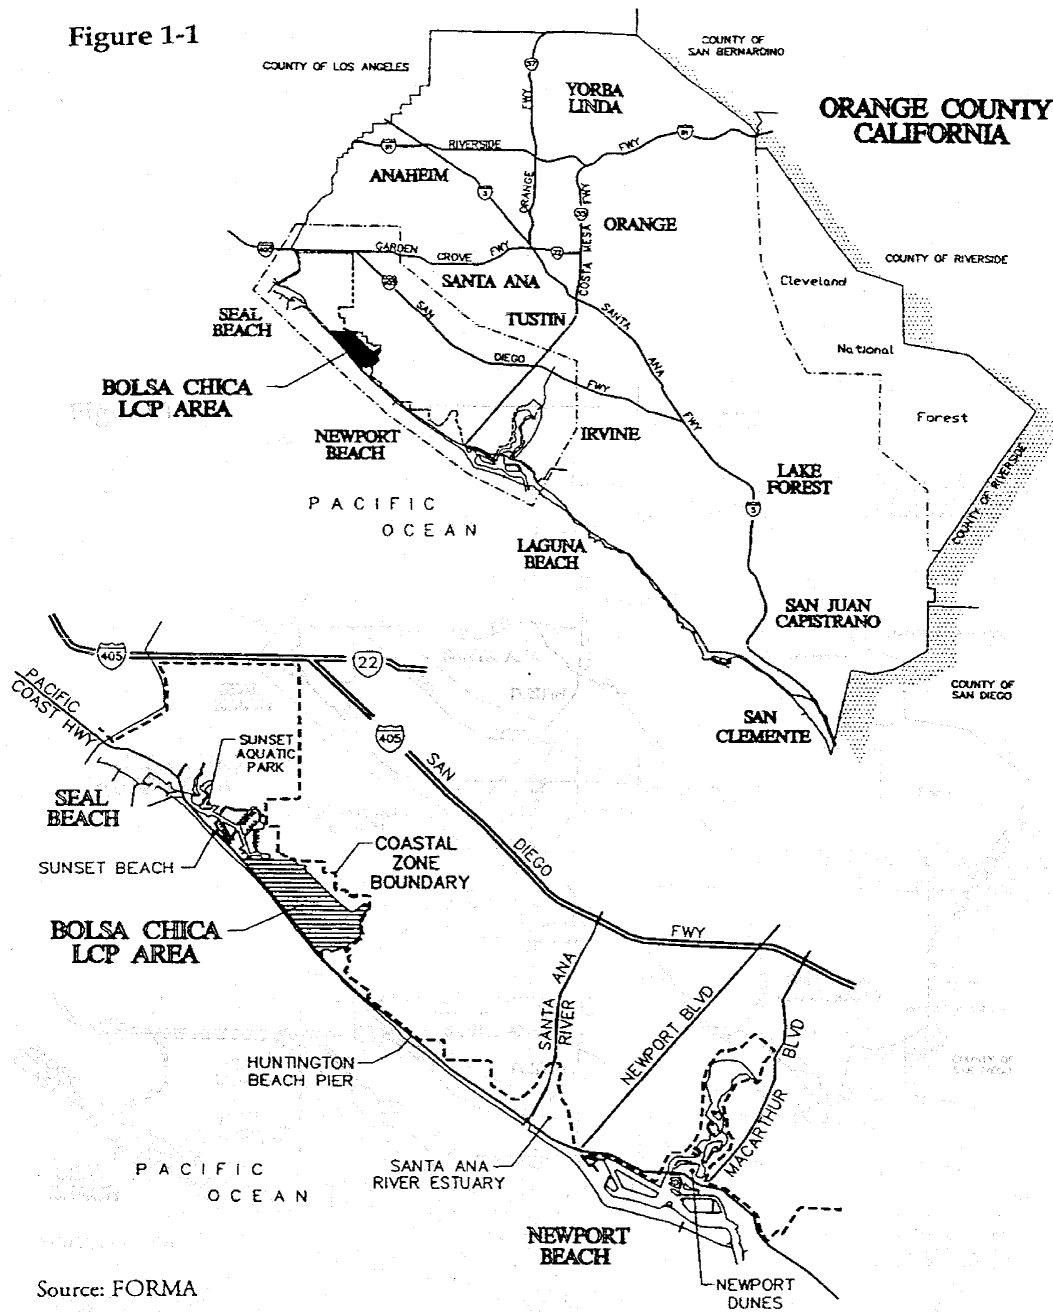 Figure 1-1
COUNTY OF
SAN BERNARDINO
COUNTY OF LOS ANGELES
ORANGE COUNTY
CALIFORNIA
57
YORBA
LINDA
FWY
91
RIVERSIDE
FWY
91
ANAHEIM
5
ORANGE
FWY
55
ORANGE
COSTA MESA
GARDEN
GROVE
FWY
22
405
SANTA ANA
COUNTY OF RIVERSIDE
Cleveland
National
Forest
SEAL
BEACH
SAN
DIEGO
FWY
TUSTIN
SANTA
ANA
FWY
BOLSA CHICA
LCP AREA
NEWPORT
BEACH
IRVINE
LAKE
FOREST
5
COUNTY OF RIVERSIDE
PACIFIC
OCEAN
LAGUNA
BEACH
SAN JUAN
CAPISTRANO
COUNTY OF
SAN DIEGO
SAN
CLEMENTE
405
22
PACIFIC
COAST HWY
405
SUNSET
AQUATIC
PARK
SAN
DIEGO
FWY
SEAL
BEACH
SUNSET BEACH
COASTAL
ZONE
BOUNDARY
BOLSA CHICA
LCP AREA
SANTA ANA
RIVER
NEWPORT BLVD
MACARTHUR
BLVD
HUNTINGTON
BEACH PIER
SANTA ANA
RIVER ESTUARY
PACIFIC
OCEAN
NEWPORT
BEACH
NEWPORT
DUNES
Source: FORMA